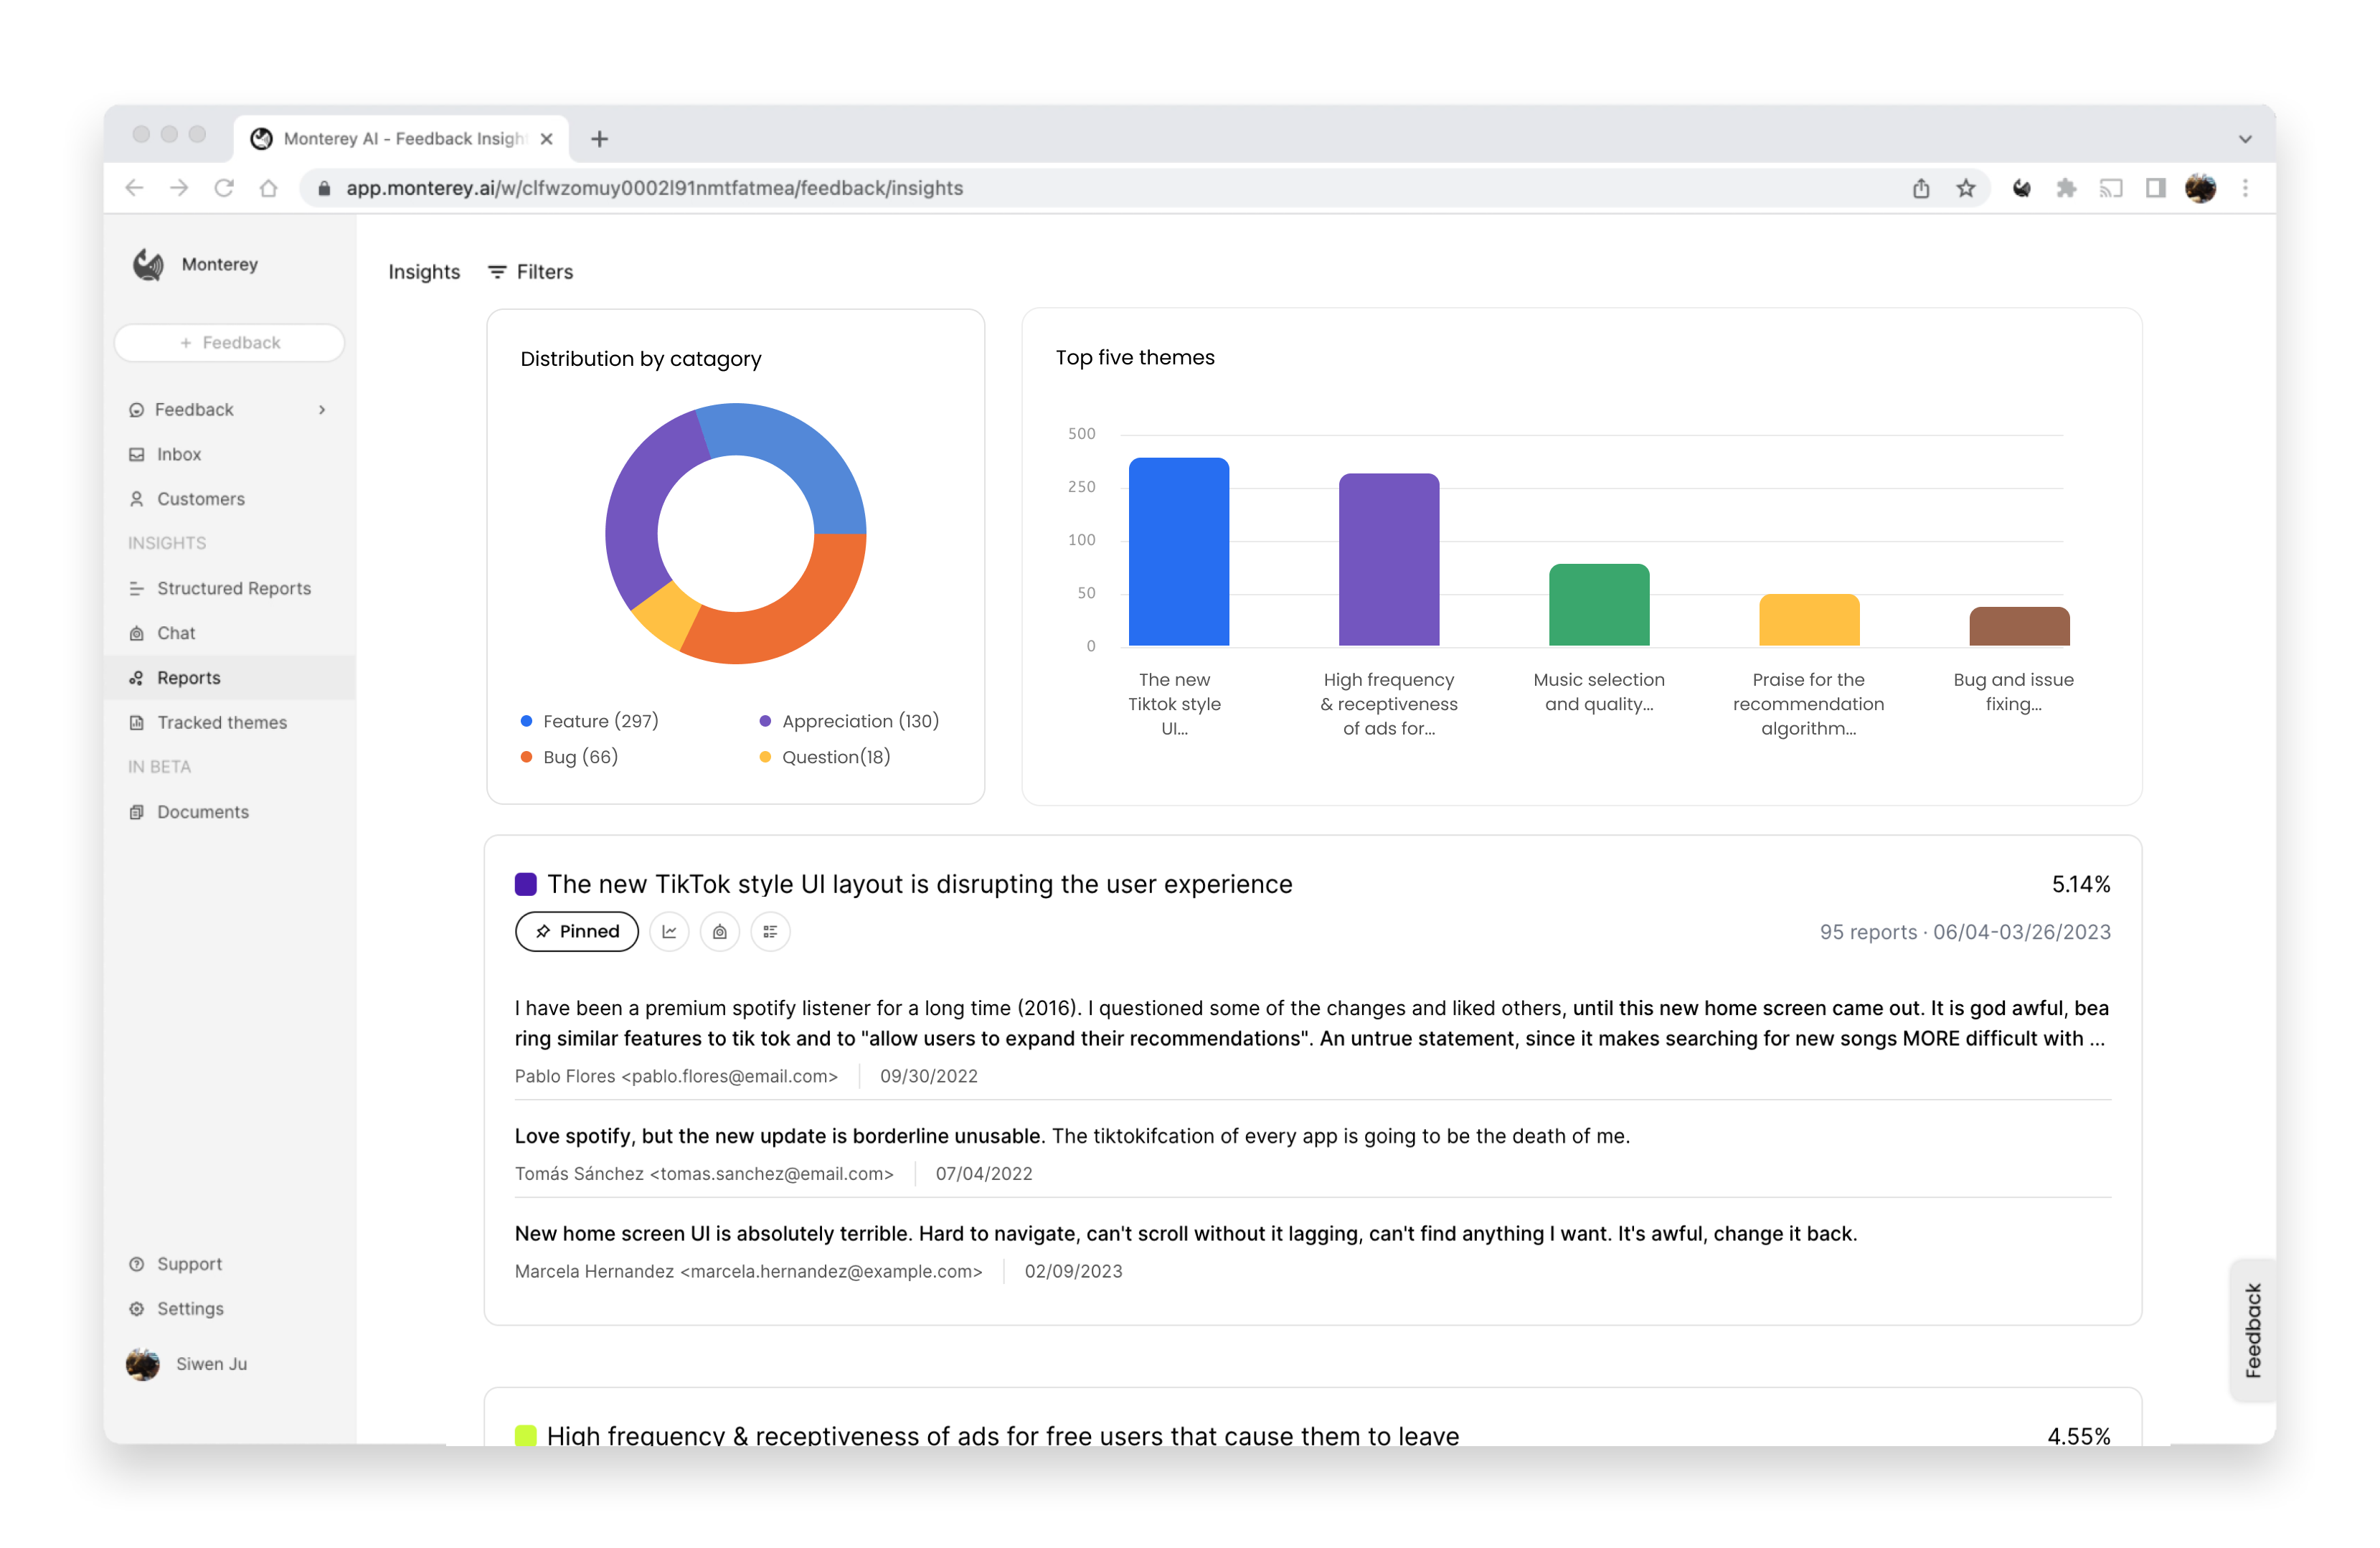 Monterey AI - Feedback Insigh
app.monterey.ai/w/clfwzomuy0002l91nmtfatmea/feedback/insights
Monterey
+ Feedback
Feedback
Inbox
Customers
INSIGHTS
Structured Reports
Chat
Reports
Tracked themes
IN BETA
Documents
Support
Settings
Siwen Ju
Insights
Filters
Distribution by catagory
Feature (297)
Appreciation (130)
Bug (66)
Question(18)
Top five themes
500
250
100
50
0
The new
Tiktok style
UI...
High frequency
& receptiveness
of ads for...
Music selection
and quality...
Praise for the
recommendation
algorithm...
Bug and issue
fixing...
The new TikTok style UI layout is disrupting the user experience
5.14%
Pinned
95 reports · 06/04-03/26/2023
I have been a premium spotify listener for a long time (2016). I questioned some of the changes and liked others, until this new home screen came out. It is god awful, bea
ring similar features to tik tok and to "allow users to expand their recommendations". An untrue statement, since it makes searching for new songs MORE difficult with ...
Pablo Flores <pablo.flores@email.com>
09/30/2022
Love spotify, but the new update is borderline unusable. The tiktokifcation of every app is going to be the death of me.
Tomás Sánchez <tomas.sanchez@email.com>
07/04/2022
New home screen UI is absolutely terrible. Hard to navigate, can't scroll without it lagging, can't find anything I want. It's awful, change it back.
Marcela Hernandez <marcela.hernandez@example.com>
02/09/2023
High frequency & receptiveness of ads for free users that cause them to leave
4.55%
Feedback